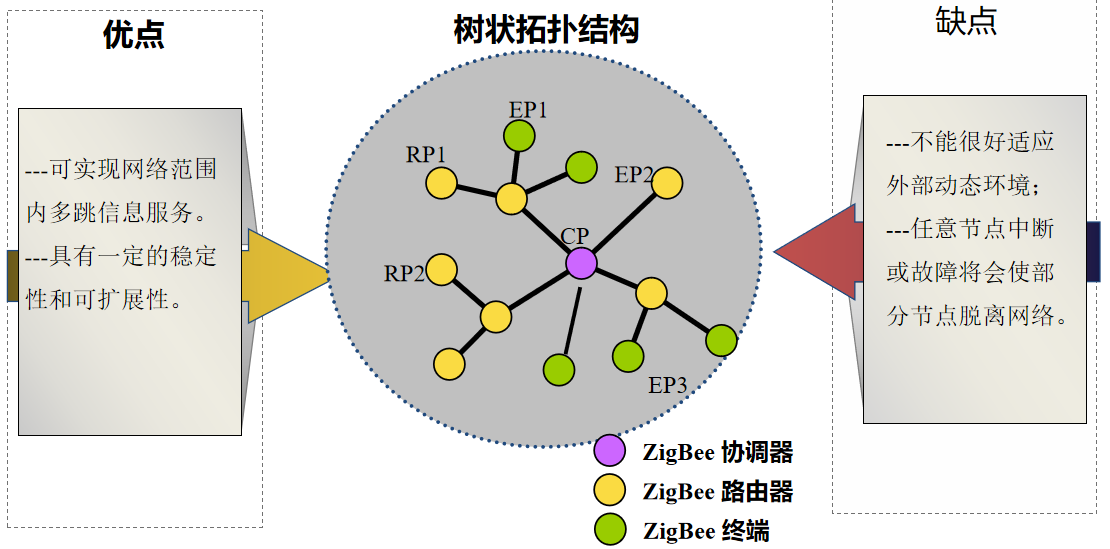 优点
---可实现网络范围
内多跳信息服务。
---具有一定的稳定
性和可扩展性。
树状拓扑结构
EP1
RP1
EP2
CP
RP2
EP3
ZigBee 协调器
ZigBee 路由器
ZigBee 终端
缺点
---不能很好适应
外部动态环境；
---任意节点中断
或故障将会使部
分节点脱离网络。